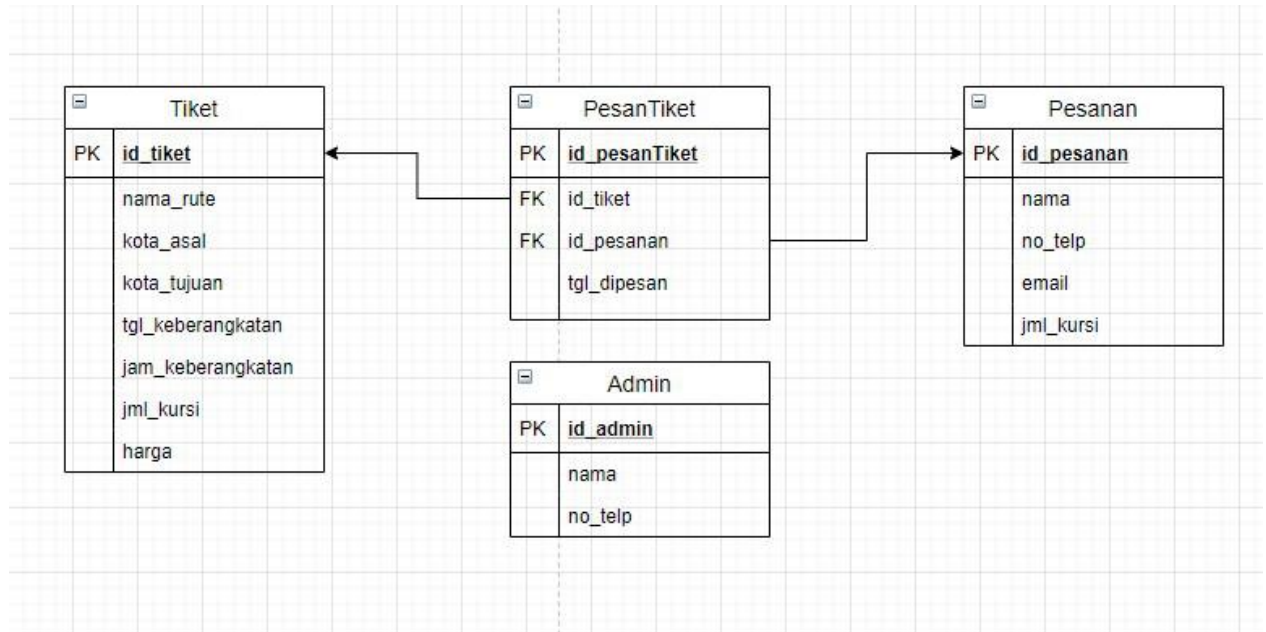 Tiket
PK id_tiket
nama_rute
kota_asal
kota_tujuan
tgl_keberangkatan
jam_keberangkatan
jml_kursi
harga
PesanTiket
PK id_pesanTiket
FK id_tiket
FK id_pesanan
tgl_dipesan
Pesanan
PK id_pesanan
nama
no_telp
email
jml_kursi
Admin
PK id_admin
nama
no_telp